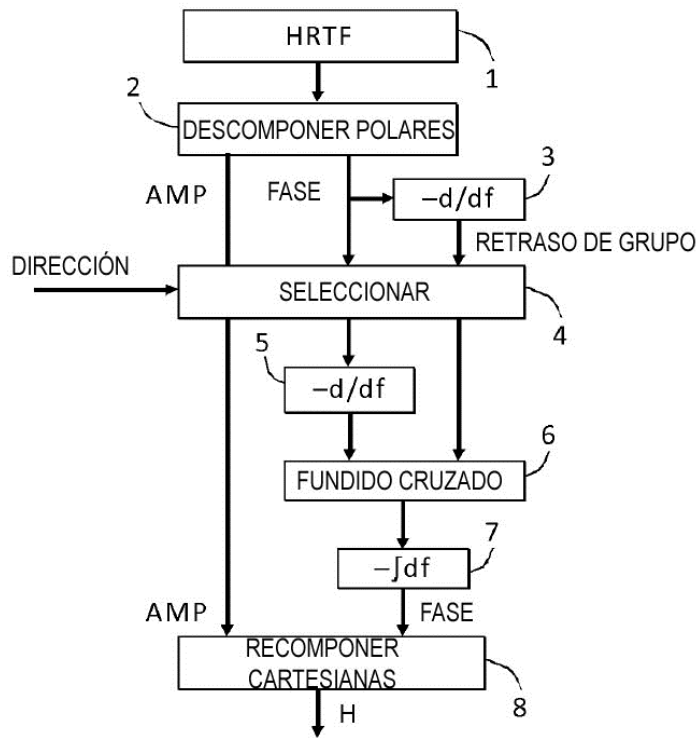 HRTF
1
2
DESCOMPONER POLARES
AMP
FASE
3
–d/df
RETRASO DE GRUPO
DIRECCIÓN
SELECCIONAR
4
5
–d/df
6
FUNDIDO CRUZADO
7
–∫df
AMP
FASE
RECOMPONER
CARTESIANAS
8
H